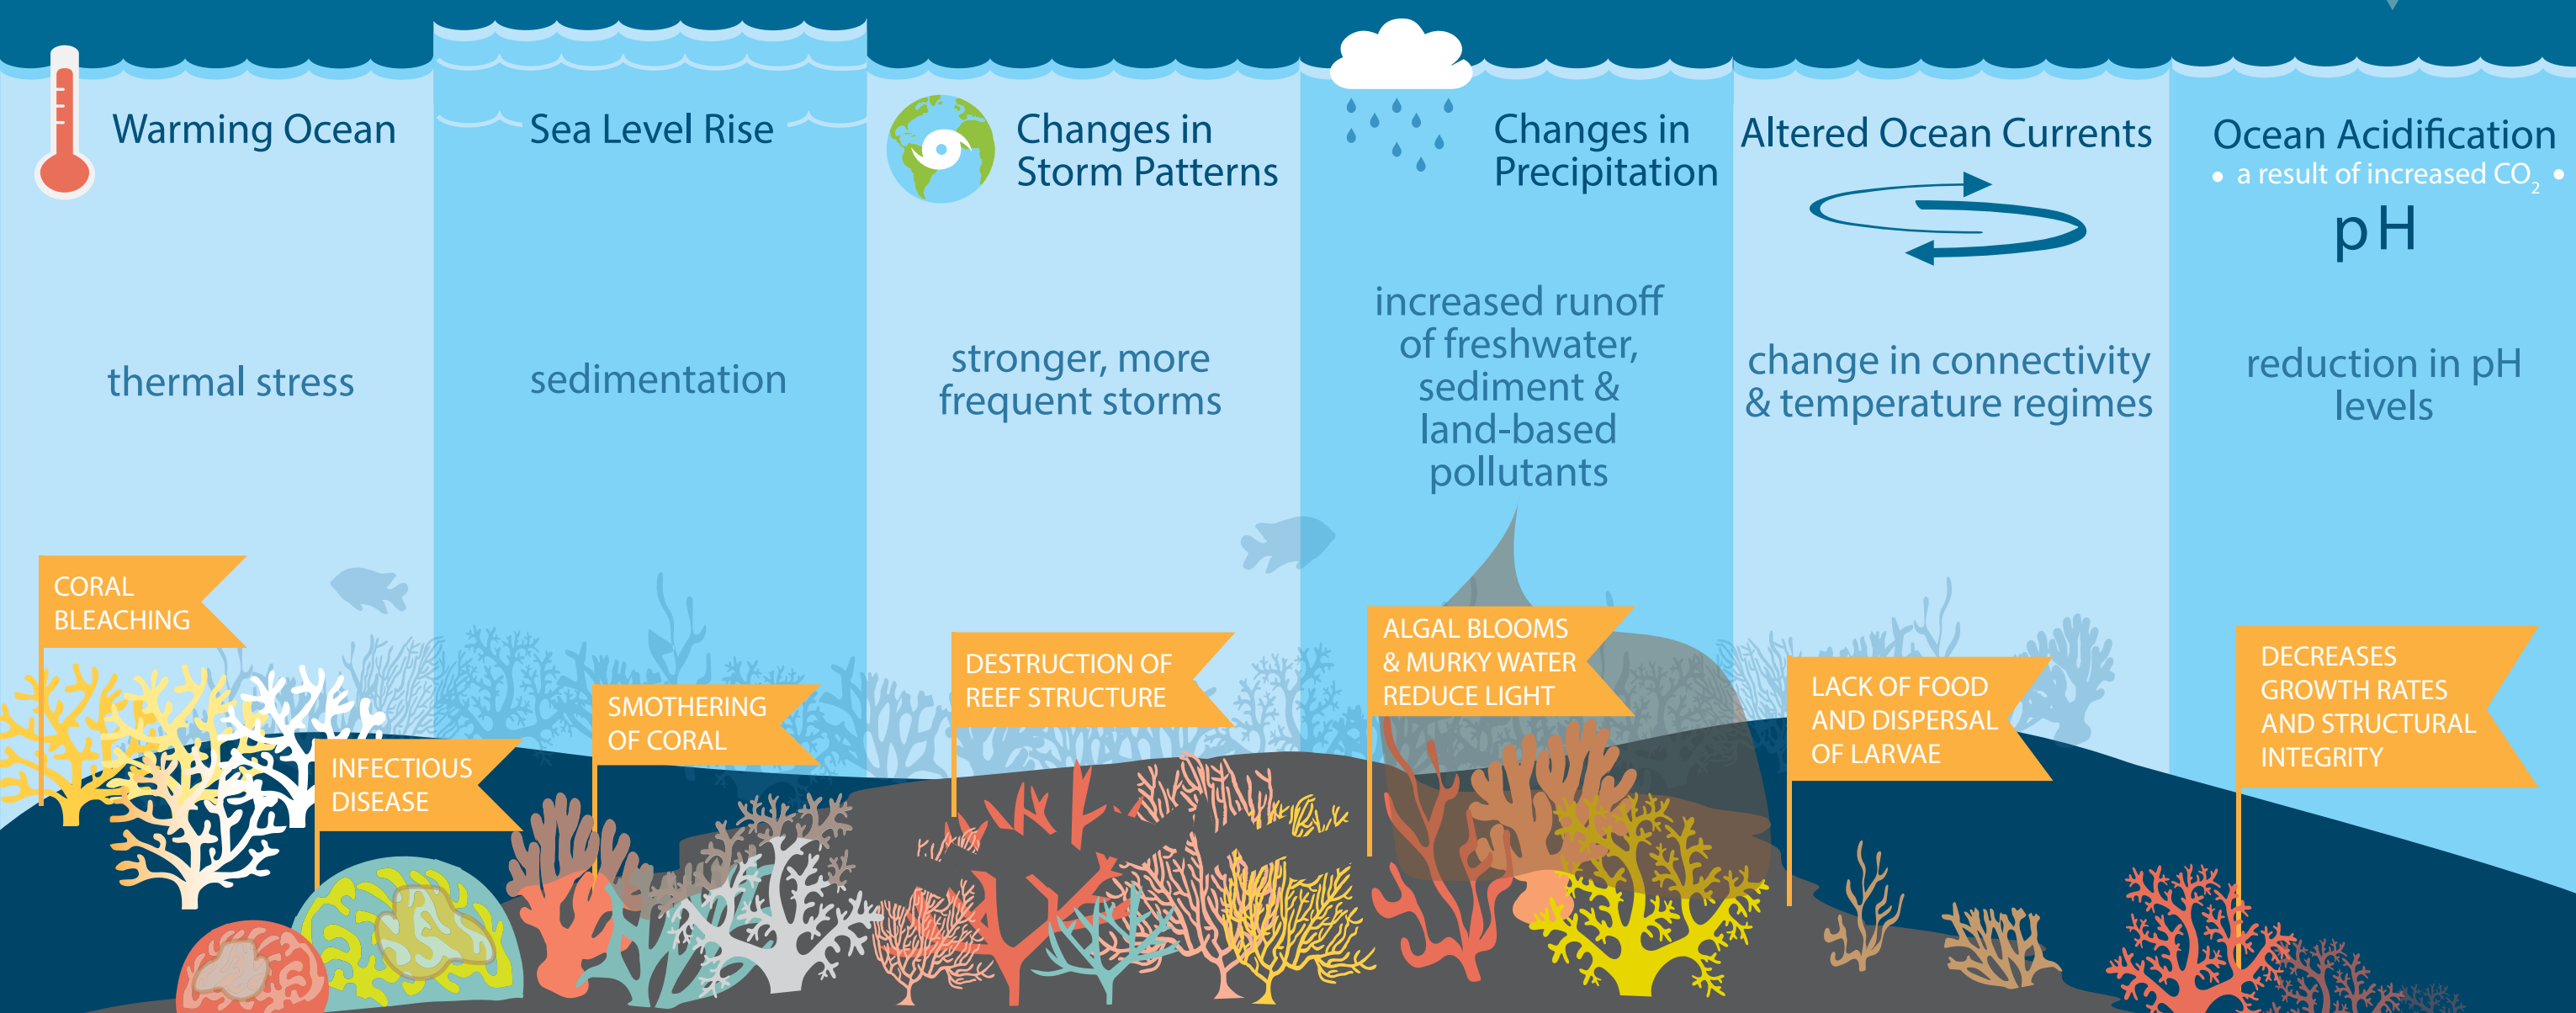 Warming Ocean
thermal stress
CORAL
BLEACHING
INFECTIOUS
DISEASE
Sea Level Rise
sedimentation
SMOTHERING
OF CORAL
Changes in
Storm Patterns
stronger, more
frequent storms
DESTRUCTION OF
REEF STRUCTURE
Changes in
Precipitation
increased runoff
of freshwater,
sediment &
land-based
pollutants
ALGAL BLOOMS
& MURKY WATER
REDUCE LIGHT
Altered Ocean Currents
change in connectivity
& temperature regimes
LACK OF FOOD
AND DISPERSAL
OF LARVAE
Ocean Acidification
• a result of increased CO₂ •
pH
reduction in pH
levels
DECREASES
GROWTH RATES
AND STRUCTURAL
INTEGRITY